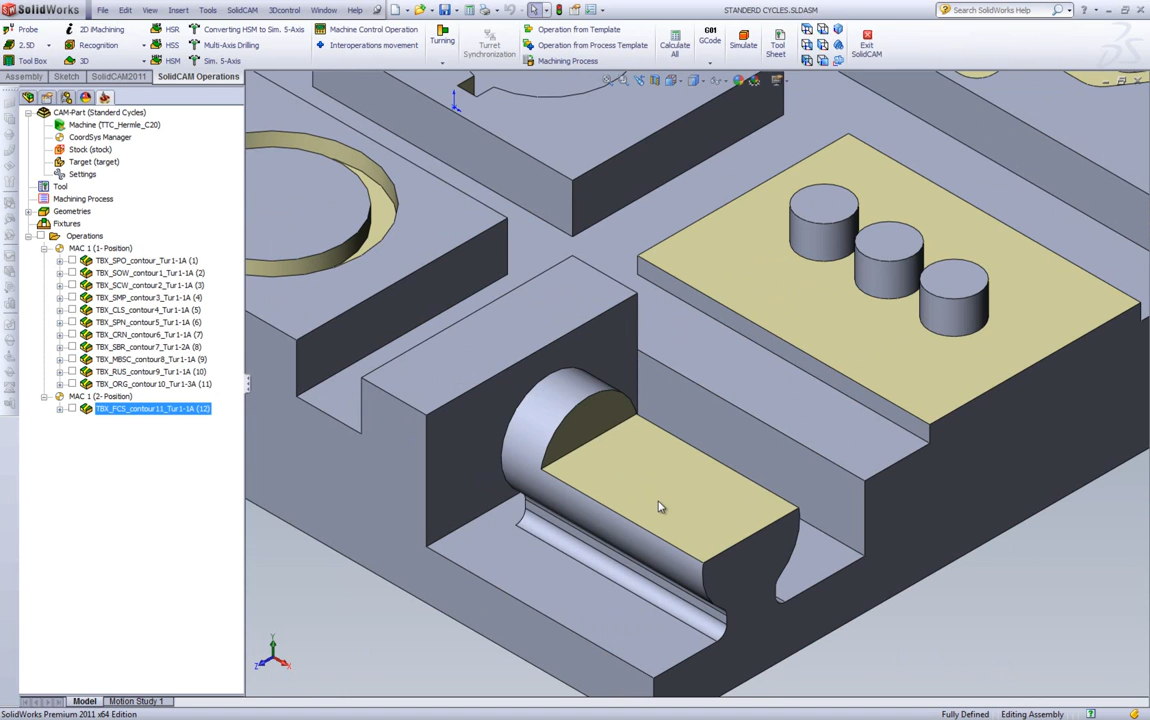 SolidWorks File Edit View Insert Tools SolidCAM 3Dcontrol Window Help STANDERD CYCLES.SLDASM Search SolidWorks Help
Probe 2D iMachining HSR Converting HSM to Sim. 5-Axis Machine Control Operation Operation from Template
2.5D Recognition HSS Multi-Axis Drilling Interoperations movement Operation from Process Template
Tool Box 3D HSM Sim. 5-Axis Machining Process
Turning
Turret Synchronization
Calculate All
G01
GCode
Simulate
Tool Sheet
Exit SolidCAM
Assembly Sketch SolidCAM2011 SolidCAM Operations
CAM-Part (Standerd Cycles)
Machine (TTC_Hermle_C20)
CoordSys Manager
Stock (stock)
Target (target)
Settings
Tool
Machining Process
Geometries
Fixtures
Operations
MAC 1 (1- Position)
TBX_SPO_contour_Tur1-1A (1)
TBX_SOW_contour1_Tur1-1A (2)
TBX_SCW_contour2_Tur1-1A (3)
TBX_SMP_contour3_Tur1-1A (4)
TBX_CLS_contour4_Tur1-1A (5)
TBX_SPN_contour5_Tur1-1A (6)
TBX_CRN_contour6_Tur1-1A (7)
TBX_SBR_contour7_Tur1-2A (8)
TBX_MBSC_contour8_Tur1-1A (9)
TBX_RUS_contour9_Tur1-1A (10)
TBX_ORG_contour10_Tur1-3A (11)
MAC 1 (2- Position)
TBX_FCS_contour11_Tur1-1A (12)
Y
Z
X
Model Motion Study 1
SolidWorks Premium 2011 x64 Edition Fully Defined Editing Assembly